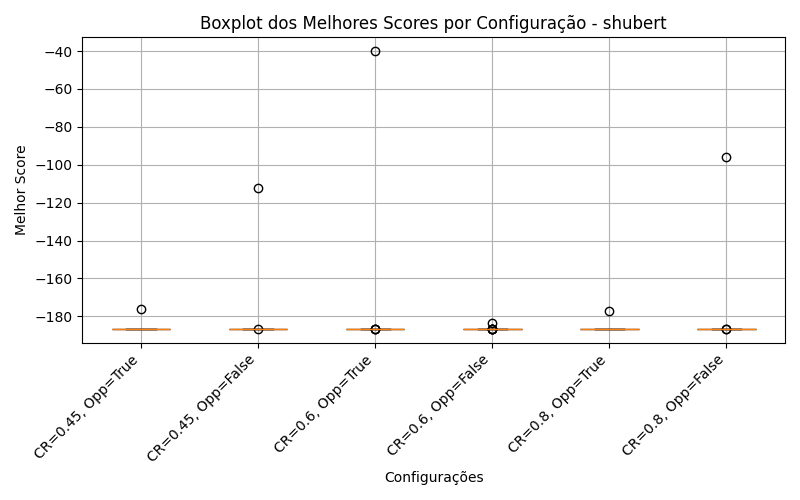 Boxplot dos Melhores Scores por Configuração - shubert
Melhor Score
−40
−60
−80
−100
−120
−140
−160
−180
CR=0.45, Opp=True
CR=0.45, Opp=False
CR=0.6, Opp=True
CR=0.6, Opp=False
CR=0.8, Opp=True
CR=0.8, Opp=False
Configurações